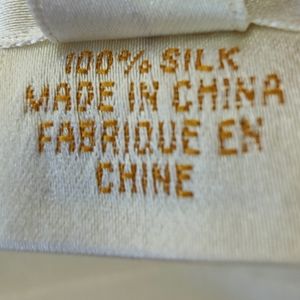 100% SILK
MADE IN CHINA
FABRIQUE EN
CHINE